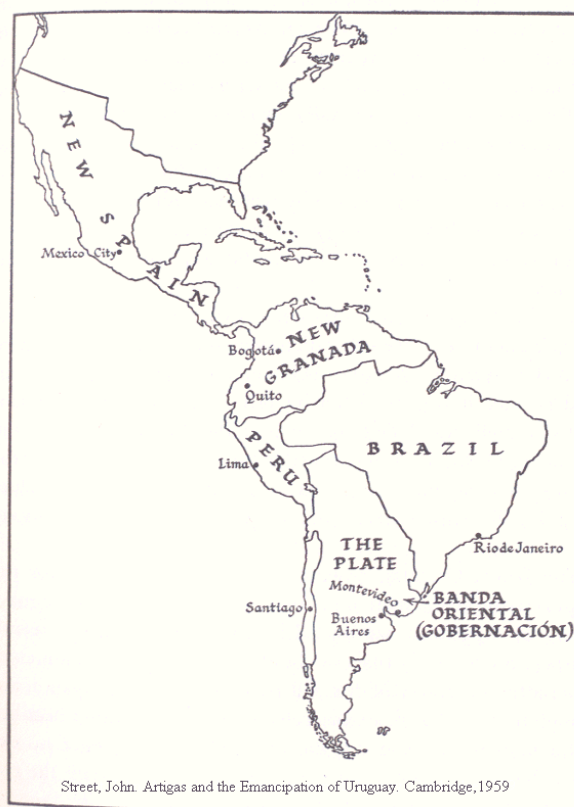 NEW SPAIN
Mexico City
Bogotá
NEW
GRANADA
Quito
PERU
BRAZIL
Lima
Rio de Janeiro
THE
PLATE
Montevideo
BANDA
ORIENTAL
(GOBERNACIÓN)
Santiago
Buenos
Aires
Street, John. Artigas and the Emancipation of Uruguay. Cambridge,1959